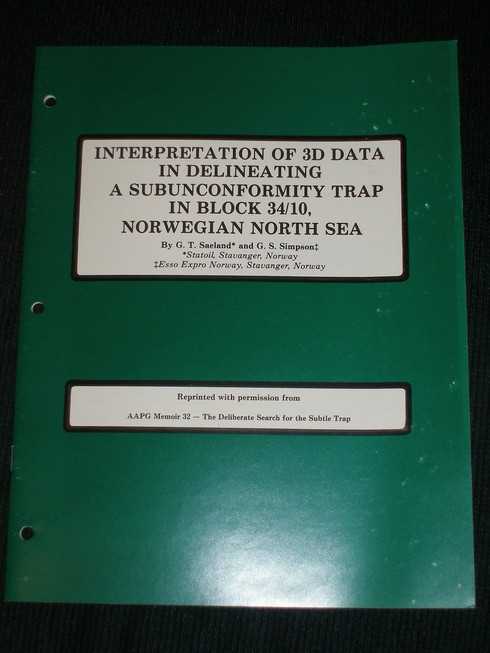 INTERPRETATION OF 3D DATA
IN DELINEATING
A SUBUNCONFORMITY TRAP
IN BLOCK 34/10,
NORWEGIAN NORTH SEA
By G. T. Saeland* and G. S. Simpson‡
*Statoil, Stavanger, Norway
‡Esso Expro Norway, Stavanger, Norway
Reprinted with permission from
AAPG Memoir 32 — The Deliberate Search for the Subtle Trap